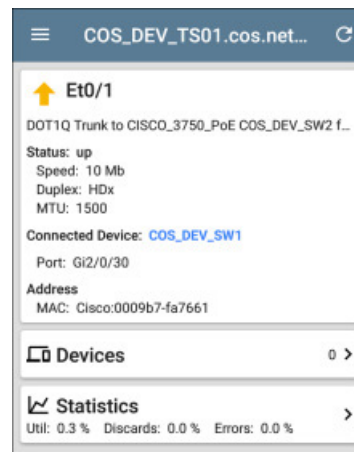 COS_DEV_TS01.cos.net...
Et0/1
DOT1Q Trunk to CISCO_3750_PoE COS_DEV_SW2 f...
Status: up
Speed: 10 Mb
Duplex: HDx
MTU: 1500
Connected Device: COS_DEV_SW1
Port: Gi2/0/30
Address
MAC: Cisco:0009b7-fa7661
Devices 0
Statistics
Util: 0.3 % Discards: 0.0 % Errors: 0.0 %